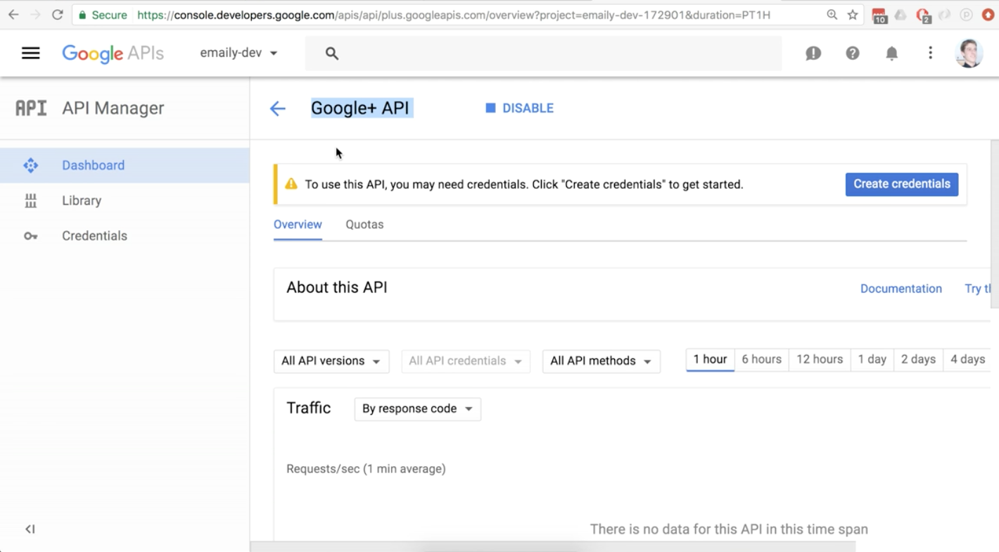 Secure https://console.developers.google.com/apis/api/plus.googleapis.com/overview?project=emaily-dev-172901&duration=PT1H 10 2
Google APIs emaily-dev
API API Manager
Google+ API DISABLE
Dashboard
Library
Credentials
To use this API, you may need credentials. Click "Create credentials" to get started. Create credentials
Overview Quotas
About this API Documentation Try
All API versions All API credentials All API methods 1 hour 6 hours 12 hours 1 day 2 days 4 days
Traffic By response code
Requests/sec (1 min average)
There is no data for this API in this time span